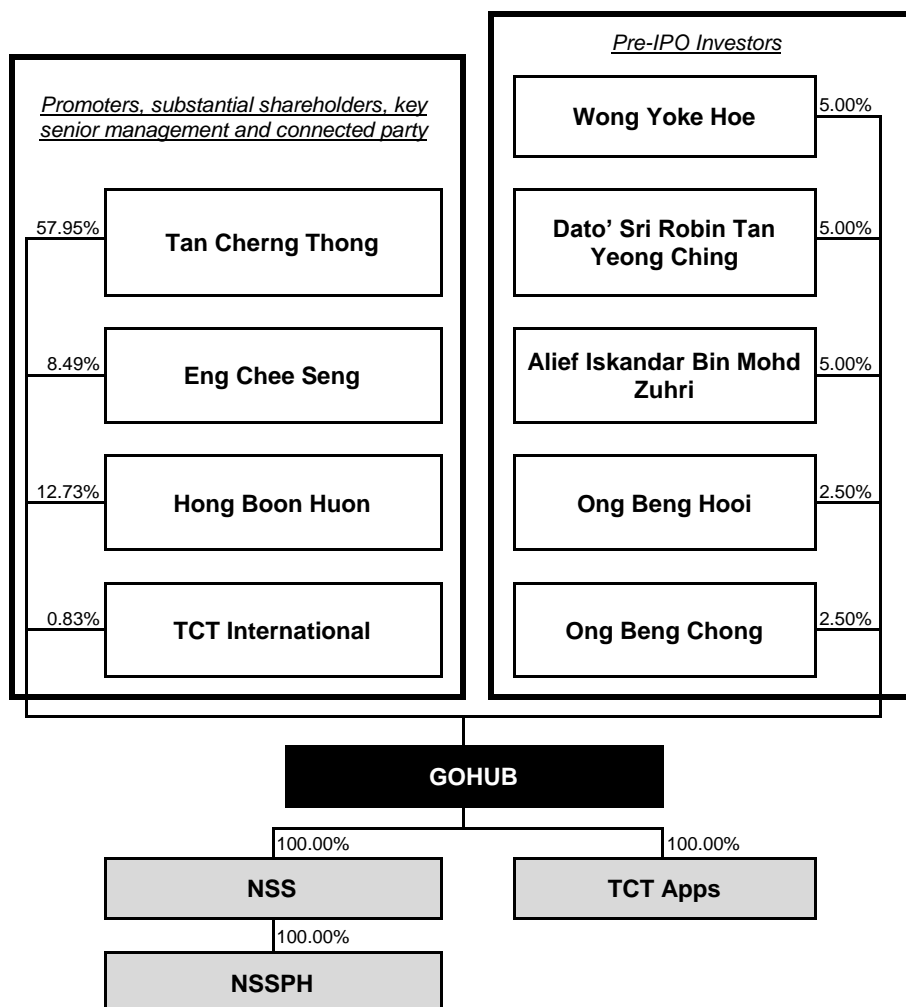 Pre-IPO Investors
Promoters, substantial shareholders, key
senior management and connected party
Wong Yoke Hoe
5.00%
57.95%
Tan Cherng Thong
Dato’ Sri Robin Tan
Yeong Ching
5.00%
8.49%
Eng Chee Seng
Alief Iskandar Bin Mohd
Zuhri
5.00%
12.73%
Hong Boon Huon
Ong Beng Hooi
2.50%
0.83%
TCT International
Ong Beng Chong
2.50%
GOHUB
100.00%
100.00%
NSS
TCT Apps
100.00%
NSSPH